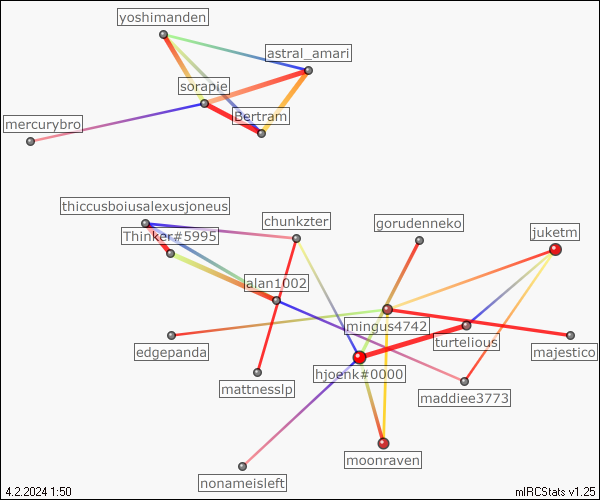 yoshimanden
astral_amari
sorapie
Bertram
mercurybro
thiccusboiusalexusjoneus
chunkzter
gorudenneko
juketm
Thinker#5995
alan1002
mingus4742
turtelious
edgepanda
majestico
hjoenk#0000
mattnesslp
maddiee3773
moonraven
nonameisleft
4.2.2024 1:50
mIRCStats v1.25